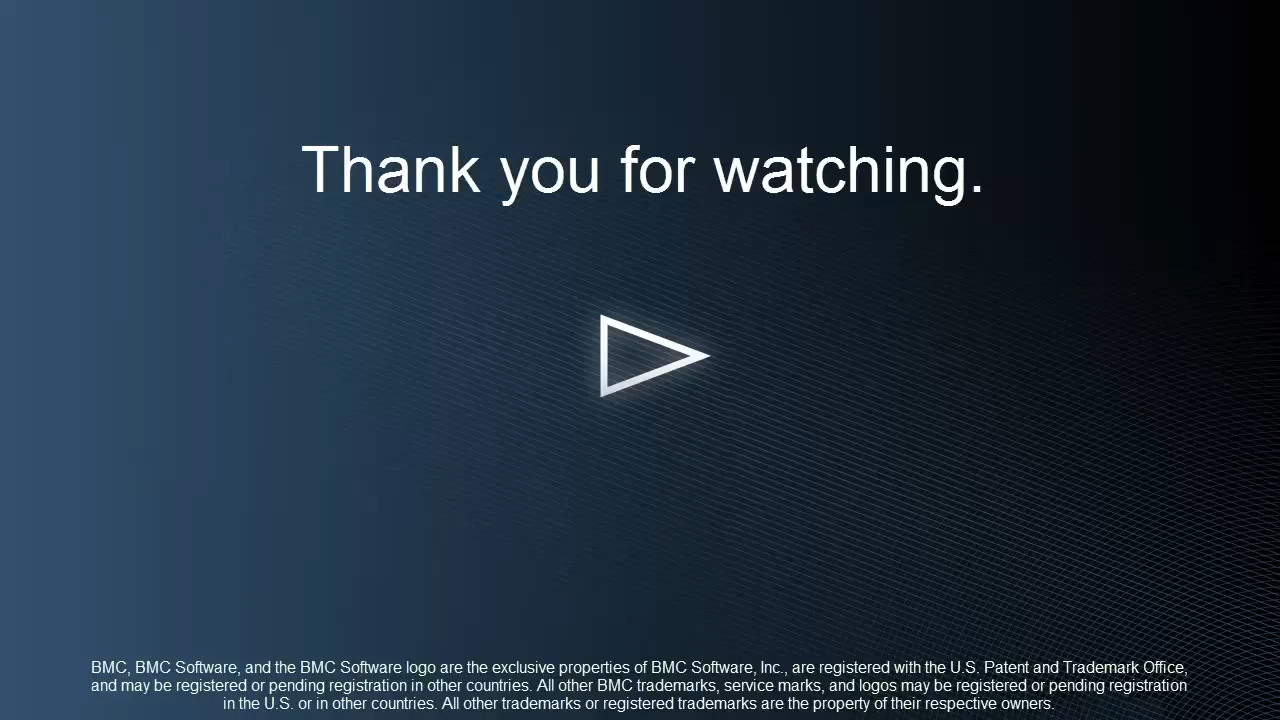 Thank you for watching.
BMC, BMC Software, and the BMC Software logo are the exclusive properties of BMC Software, Inc., are registered with the U.S. Patent and Trademark Office,
and may be registered or pending registration in other countries. All other BMC trademarks, service marks, and logos may be registered or pending registration
in the U.S. or in other countries. All other trademarks or registered trademarks are the property of their respective owners.